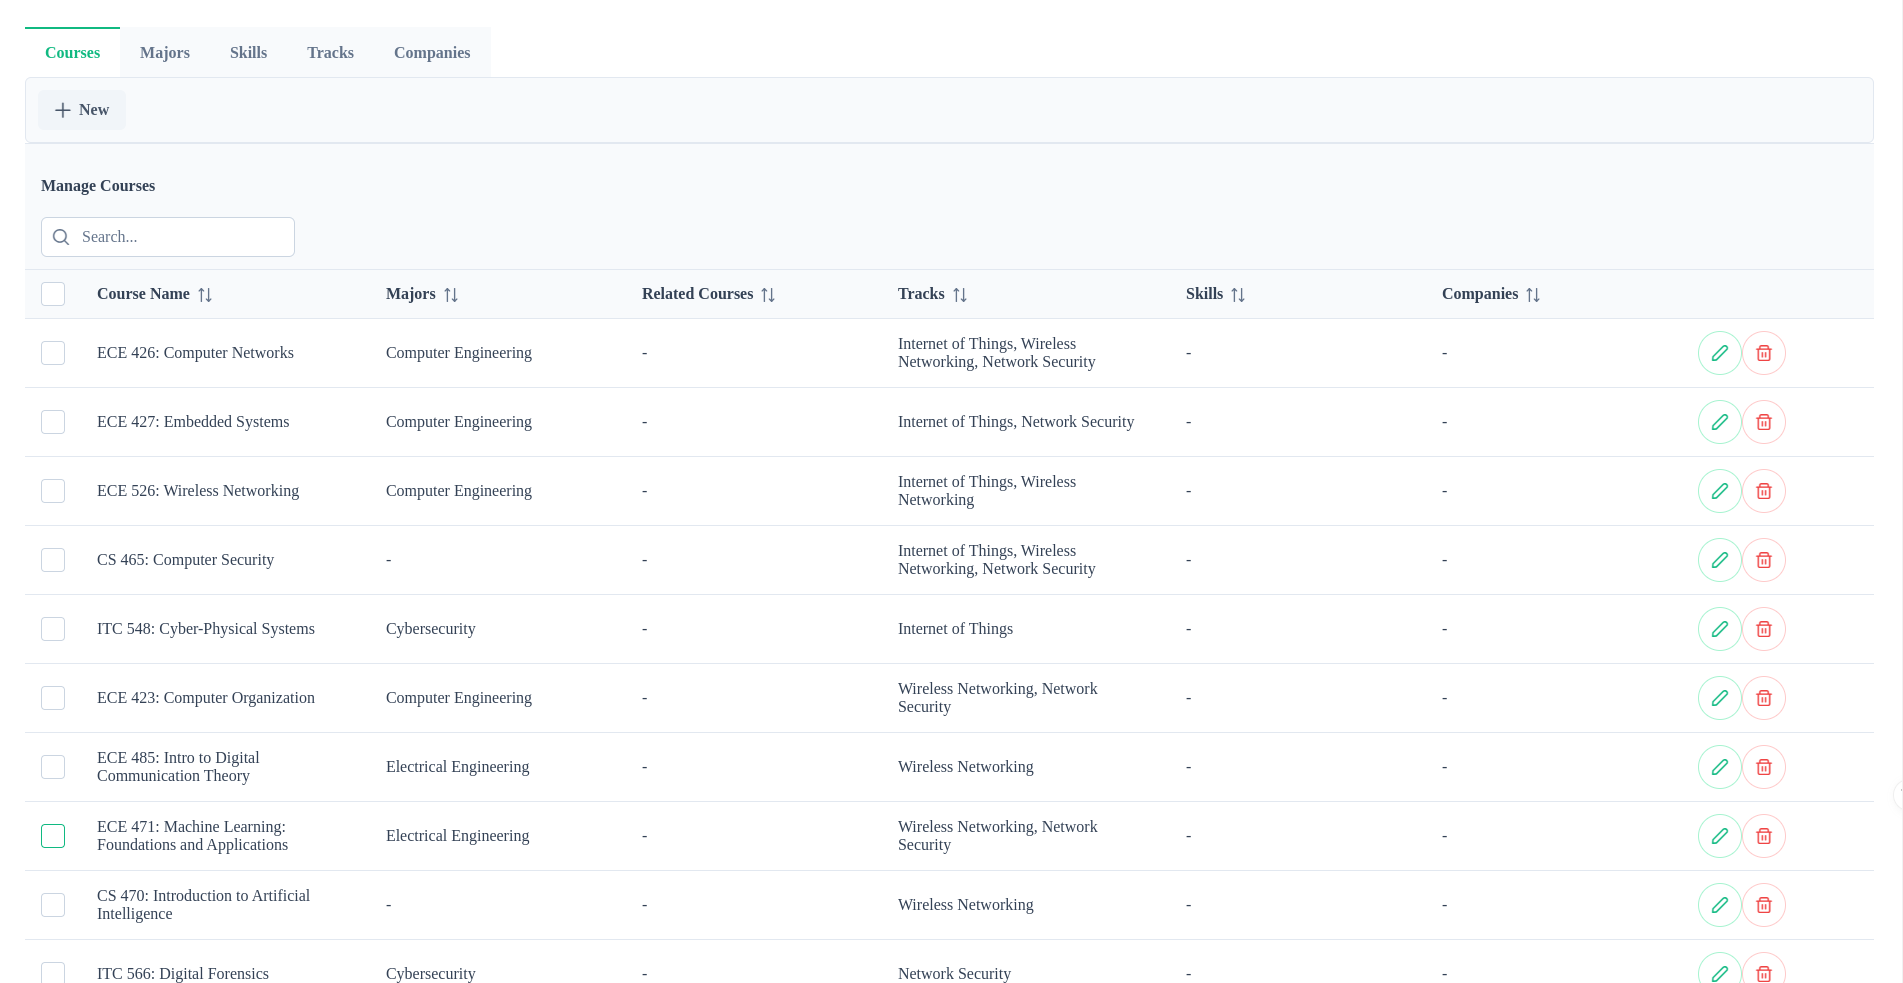 Courses Majors Skills Tracks Companies
New
Manage Courses
Search...
Course Name Majors Related Courses Tracks Skills Companies
ECE 426: Computer Networks Computer Engineering - Internet of Things, Wireless Networking, Network Security - -
ECE 427: Embedded Systems Computer Engineering - Internet of Things, Network Security - -
ECE 526: Wireless Networking Computer Engineering - Internet of Things, Wireless Networking - -
CS 465: Computer Security - - Internet of Things, Wireless Networking, Network Security - -
ITC 548: Cyber-Physical Systems Cybersecurity - Internet of Things - -
ECE 423: Computer Organization Computer Engineering - Wireless Networking, Network Security - -
ECE 485: Intro to Digital Communication Theory Electrical Engineering - Wireless Networking - -
ECE 471: Machine Learning: Foundations and Applications Electrical Engineering - Wireless Networking, Network Security - -
CS 470: Introduction to Artificial Intelligence - - Wireless Networking - -
ITC 566: Digital Forensics Cybersecurity - Network Security - -